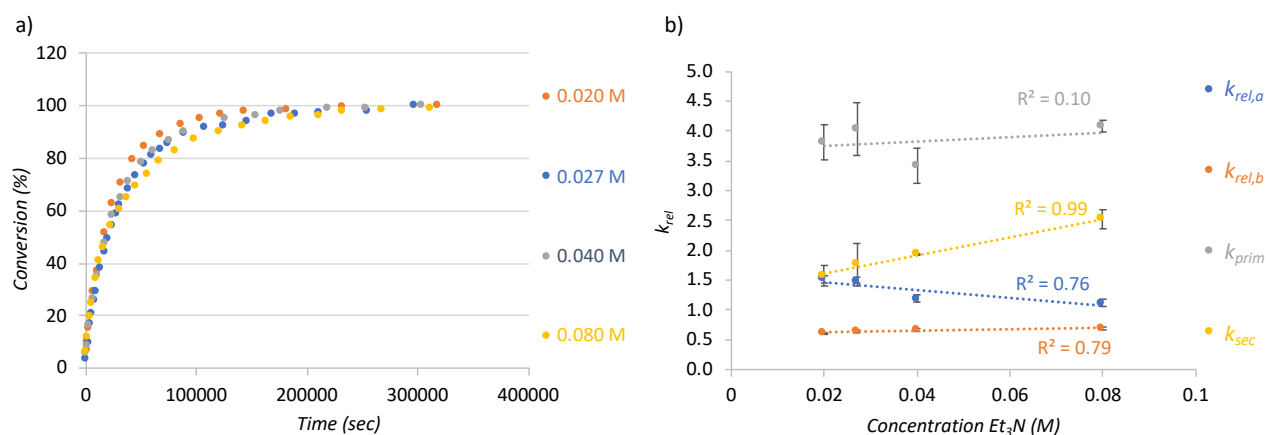 a)
120
100
80
60
40
20
0
Conversion (%)
0
100000
200000
300000
400000
Time (sec)
0.020 M
0.027 M
0.040 M
0.080 M
b)
5.0
4.5
4.0
3.5
3.0
2.5
2.0
1.5
1.0
0.5
0.0
k_rel
0
0.02
0.04
0.06
0.08
0.1
Concentration Et₃N (M)
R² = 0.10
R² = 0.99
R² = 0.76
R² = 0.79
k_rel,a
k_rel,b
k_prim
k_sec